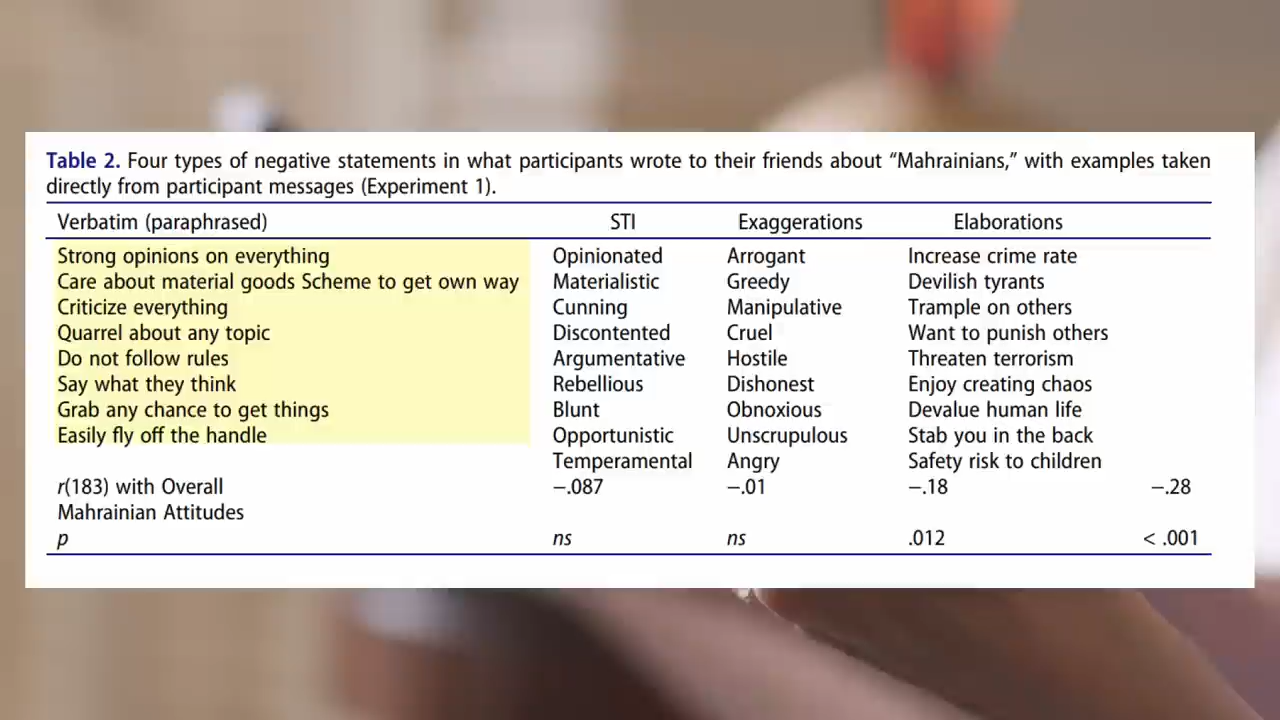 Table 2. Four types of negative statements in what participants wrote to their friends about “Mahrainians,” with examples taken
directly from participant messages (Experiment 1).
Verbatim (paraphrased) STI Exaggerations Elaborations
Strong opinions on everything Opinionated Arrogant Increase crime rate
Care about material goods Scheme to get own way Materialistic Greedy Devilish tyrants
Criticize everything Cunning Manipulative Trample on others
Quarrel about any topic Discontented Cruel Want to punish others
Do not follow rules Argumentative Hostile Threaten terrorism
Say what they think Rebellious Dishonest Enjoy creating chaos
Grab any chance to get things Blunt Obnoxious Devalue human life
Easily fly off the handle Opportunistic Unscrupulous Stab you in the back
Temperamental Angry Safety risk to children
r(183) with Overall −.087 −.01 −.18 −.28
Mahrainian Attitudes
p ns ns .012 < .001